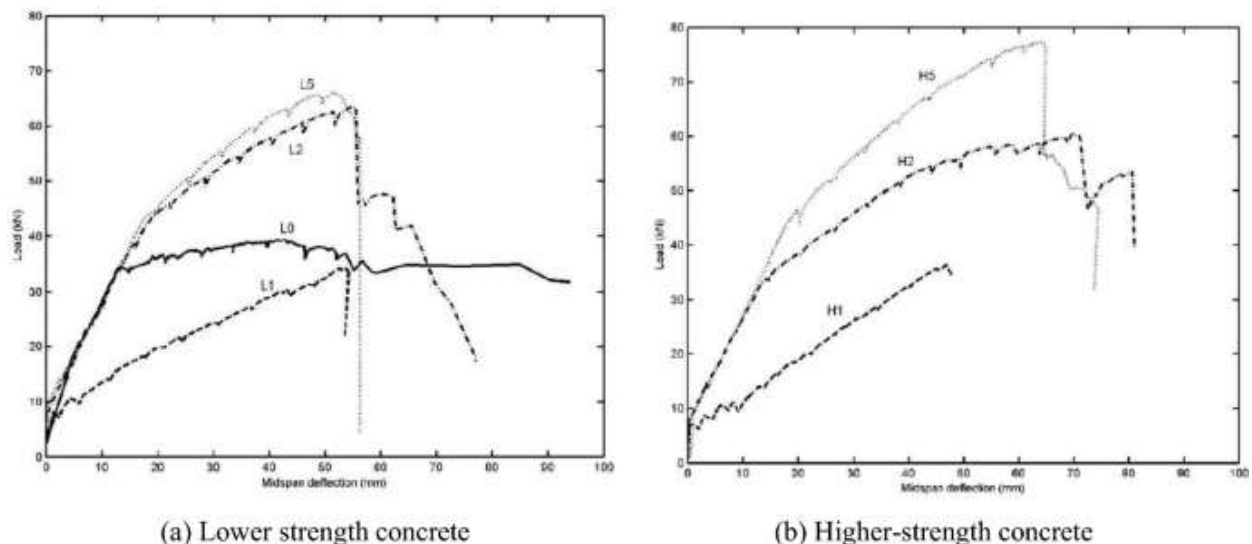 80
70
60
50
40
30
20
10
0
Load (kN)
L5
L2
L0
L1
0 10 20 30 40 50 60 70 80 90 100
Midspan deflection (mm)
(a) Lower strength concrete
80
70
60
50
40
30
20
10
0
Load (kN)
H5
H2
H1
0 10 20 30 40 50 60 70 80 90 100
Midspan deflection (mm)
(b) Higher-strength concrete